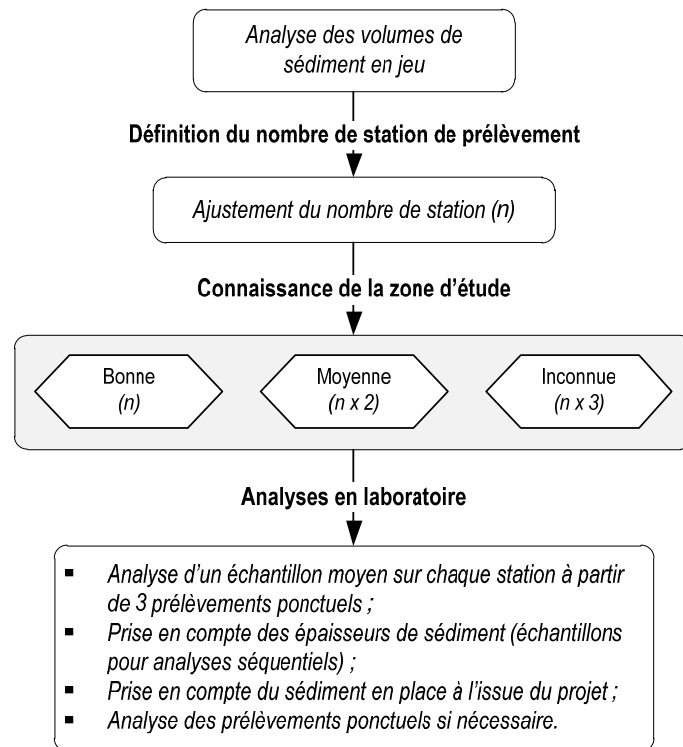 Analyse des volumes de
sédiment en jeu
Définition du nombre de station de prélèvement
Ajustement du nombre de station (n)
Connaissance de la zone d'étude
Bonne
(n)
Moyenne
(n x 2)
Inconnue
(n x 3)
Analyses en laboratoire
▪ Analyse d'un échantillon moyen sur chaque station à partir
de 3 prélèvements ponctuels ;
▪ Prise en compte des épaisseurs de sédiment (échantillons
pour analyses séquentiels) ;
▪ Prise en compte du sédiment en place à l'issue du projet ;
▪ Analyse des prélèvements ponctuels si nécessaire.